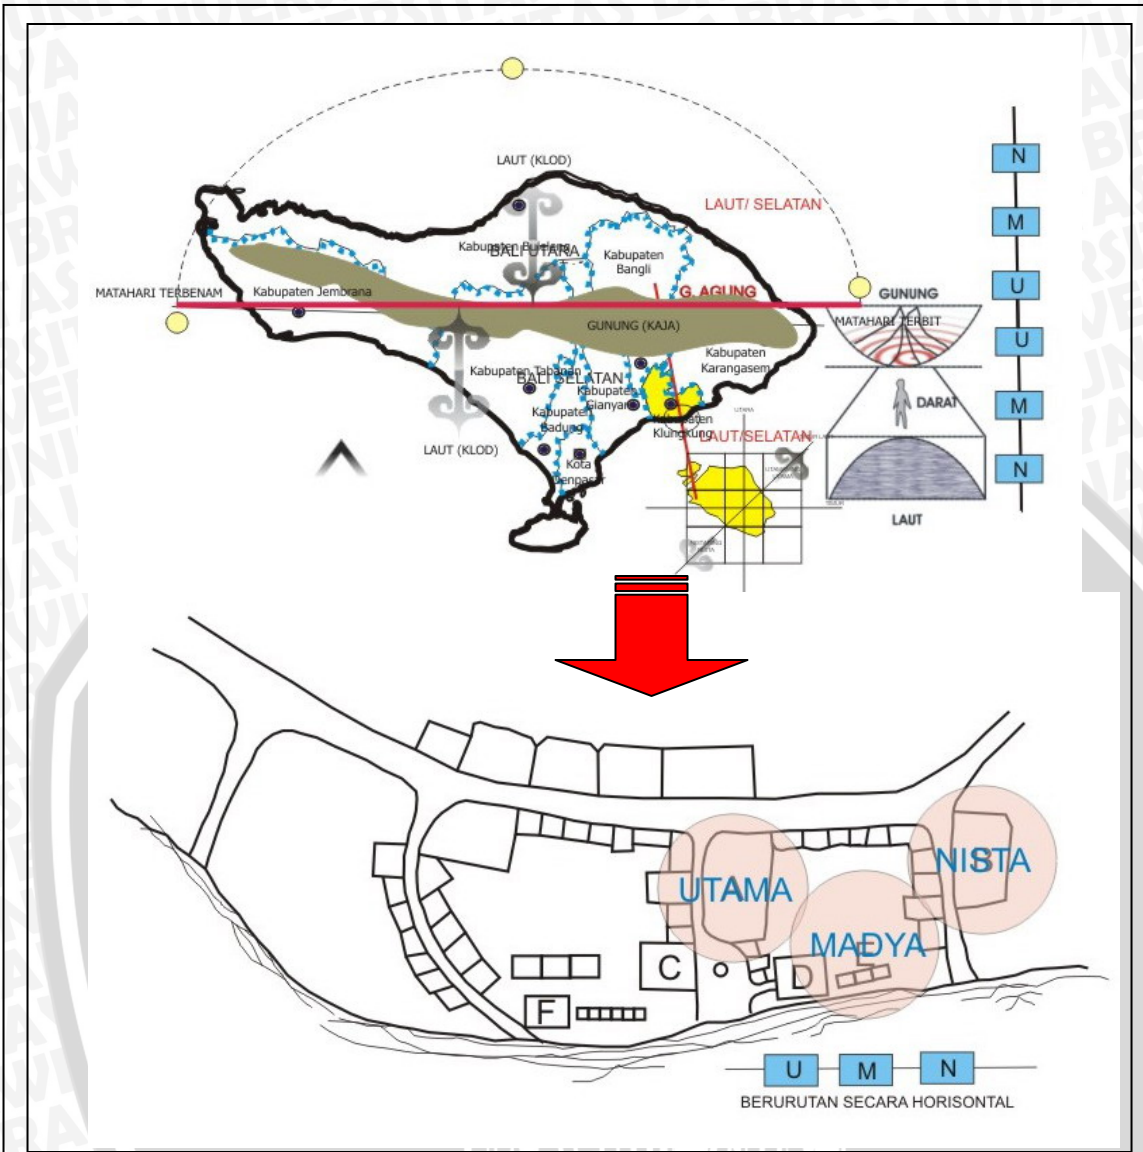 LAUT (KLOD)
N
LAUT/ SELATAN
M
Kabupaten Buleleng
BALI UTARA
Kabupaten
Bangli
MATAHARI TERBENAM
Kabupaten Jembrana
G. AGUNG
GUNUNG
U
MATAHARI TERBIT
GUNUNG (KAJA)
U
Kabupaten
Karangasem
Kabupaten Tabanan
BALI SELATAN
Kabupaten
Gianyar
DARAT
M
Kabupaten
Badung
Kabupaten
Klungkung
UTARA
LAUT/SELATAN
LAUT (KLOD)
Kota
Denpasar
N
LAUT
UTAMA
MADYA
NISTA
B
C
D
E
F
U
M
N
BERURUTAN SECARA HORISONTAL